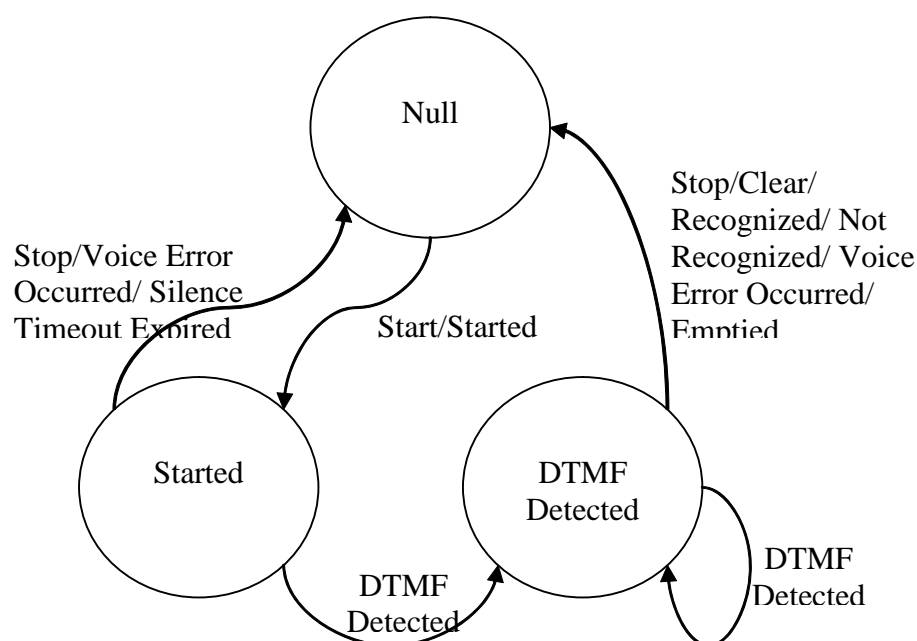 Null
Stop/Clear/
Recognized/ Not
Recognized/ Voice
Error Occurred/
Emptied
Stop/Voice Error
Occurred/ Silence
Timeout Expired
Start/Started
Started
DTMF
Detected
DTMF
Detected
DTMF
Detected